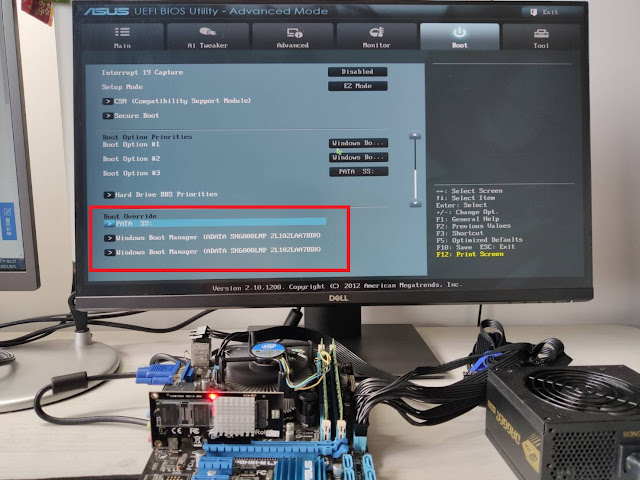 ASUS UEFI BIOS Utility - Advanced Mode
Exit
Main
Ai Tweaker
Advanced
Monitor
Boot
Tool
Interrupt 19 Capture
Disabled
Setup Mode
EZ Mode
> CSM (Compatibility Support Module)
> Secure Boot
Boot Option Priorities
Boot Option #1
Windows Bo...
Boot Option #2
Windows Bo...
Boot Option #3
PATA SS:
> Hard Drive BBS Priorities
Boot Override
> PATA SS:
> Windows Boot Manager (ADATA SX6000LNP 2L102LAA7BDX)
> Windows Boot Manager (ADATA SX6000LNP 2L102LAA7BDX)
→←: Select Screen
↑↓: Select Item
Enter: Select
+/-: Change Opt.
F1: General Help
F2: Previous Values
F3: Shortcut
F5: Optimized Defaults
F10: Save ESC: Exit
F12: Print Screen
Version 2.10.1208. Copyright (C) 2012 American Megatrends, Inc.
DELL
intel